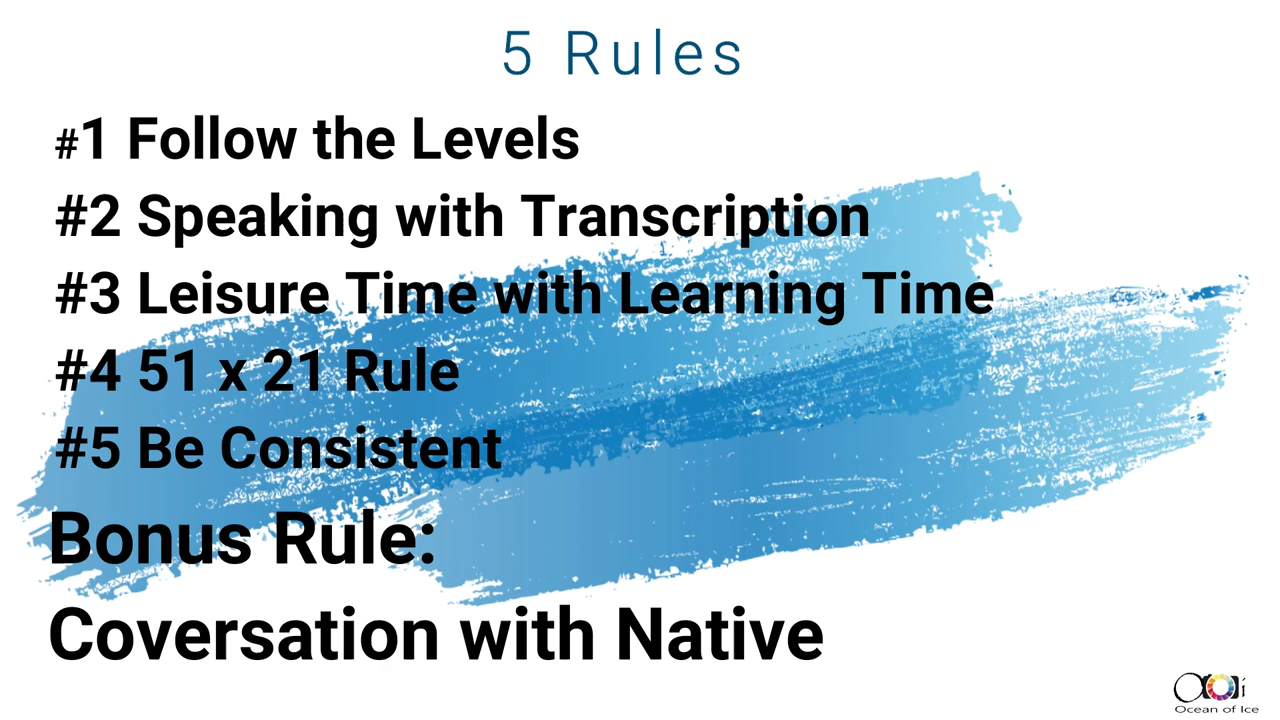 5 Rules
#1 Follow the Levels
#2 Speaking with Transcription
#3 Leisure Time with Learning Time
#4 51 x 21 Rule
#5 Be Consistent
Bonus Rule:
Coversation with Native
Ocean of Ice